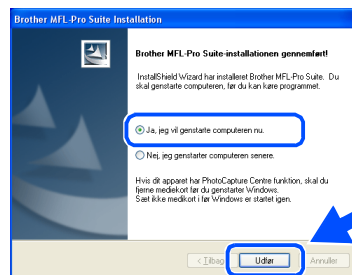 Brother MFL-Pro Suite Installation
Brother MFL-Pro Suite-installationen gennemført!
InstallShield Wizard har installeret Brother MFL-Pro Suite. Du
skal genstarte computeren, før du kan køre programmet.
Ja, jeg vil genstarte computeren nu.
Nej, jeg genstarter computeren senere.
Hvis dit apparat har PhotoCapture Centre funktion, skal du
fjerne mediekort før du genstarter Windows.
Sæt ikke medikort i før Windows er startet igen.
< Tilbage
Udfør
Annuller